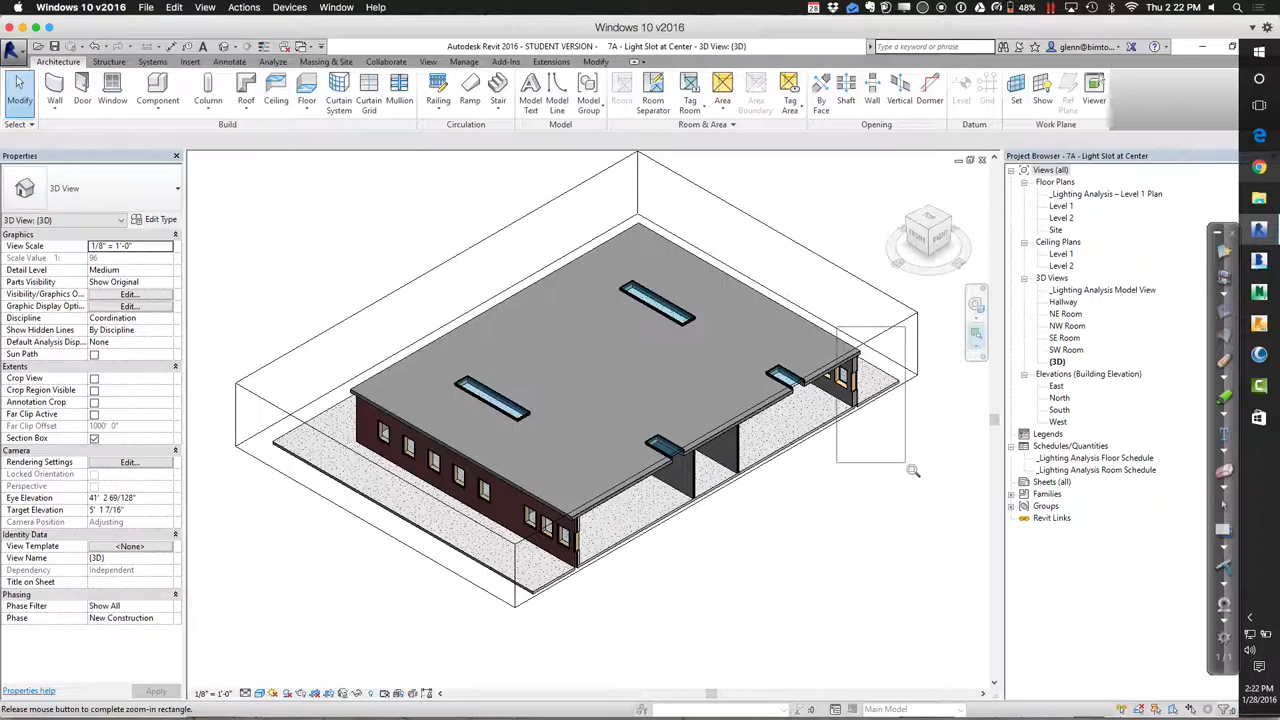 Windows 10 v2016 File Edit View Actions Devices Window Help
48% Thu 2:22 PM
Windows 10 v2016
Autodesk Revit 2016 - STUDENT VERSION - 7A - Light Slot at Center - 3D View: {3D}
Type a keyword or phrase
glenn@bimto...
Architecture Structure Systems Insert Annotate Analyze Massing & Site Collaborate View Manage Add-Ins Extensions Modify
Modify Wall Door Window Component Column Roof Ceiling Floor Curtain System Curtain Grid Mullion Railing Ramp Stair Model Text Model Line Model Group Room Room Separator Tag Room Area Area Boundary Tag Area By Face Shaft Wall Vertical Dormer Level Grid Set Show Ref Plane Viewer
Select Build Circulation Model Room & Area Opening Datum Work Plane
Properties
3D View
3D View: {3D} Edit Type
Graphics
View Scale 1/8" = 1'-0"
Scale Value 1: 96
Detail Level Medium
Parts Visibility Show Original
Visibility/Graphics O... Edit...
Graphic Display Opti... Edit...
Discipline Coordination
Show Hidden Lines By Discipline
Default Analysis Disp... None
Sun Path
Extents
Crop View
Crop Region Visible
Annotation Crop
Far Clip Active
Far Clip Offset 1000' 0"
Section Box
Camera
Rendering Settings Edit...
Locked Orientation
Perspective
Eye Elevation 41' 2 69/128"
Target Elevation 5' 1 7/16"
Camera Position Adjusting
Identity Data
View Template <None>
View Name {3D}
Dependency Independent
Title on Sheet
Phasing
Phase Filter Show All
Phase New Construction
Properties help Apply
FRONT RIGHT
Project Browser - 7A - Light Slot at Center
Views (all)
Floor Plans
_Lighting Analysis – Level 1 Plan
Level 1
Level 2
Site
Ceiling Plans
Level 1
Level 2
3D Views
_Lighting Analysis Model View
Hallway
NE Room
NW Room
SE Room
SW Room
{3D}
Elevations (Building Elevation)
East
North
South
West
Legends
Schedules/Quantities
_Lighting Analysis Floor Schedule
_Lighting Analysis Room Schedule
Sheets (all)
Families
Groups
Revit Links
1 / 1
1/8" = 1'-0"
Release mouse button to complete zoom-in rectangle.
:0
Main Model
:0
2:22 PM
1/28/2016